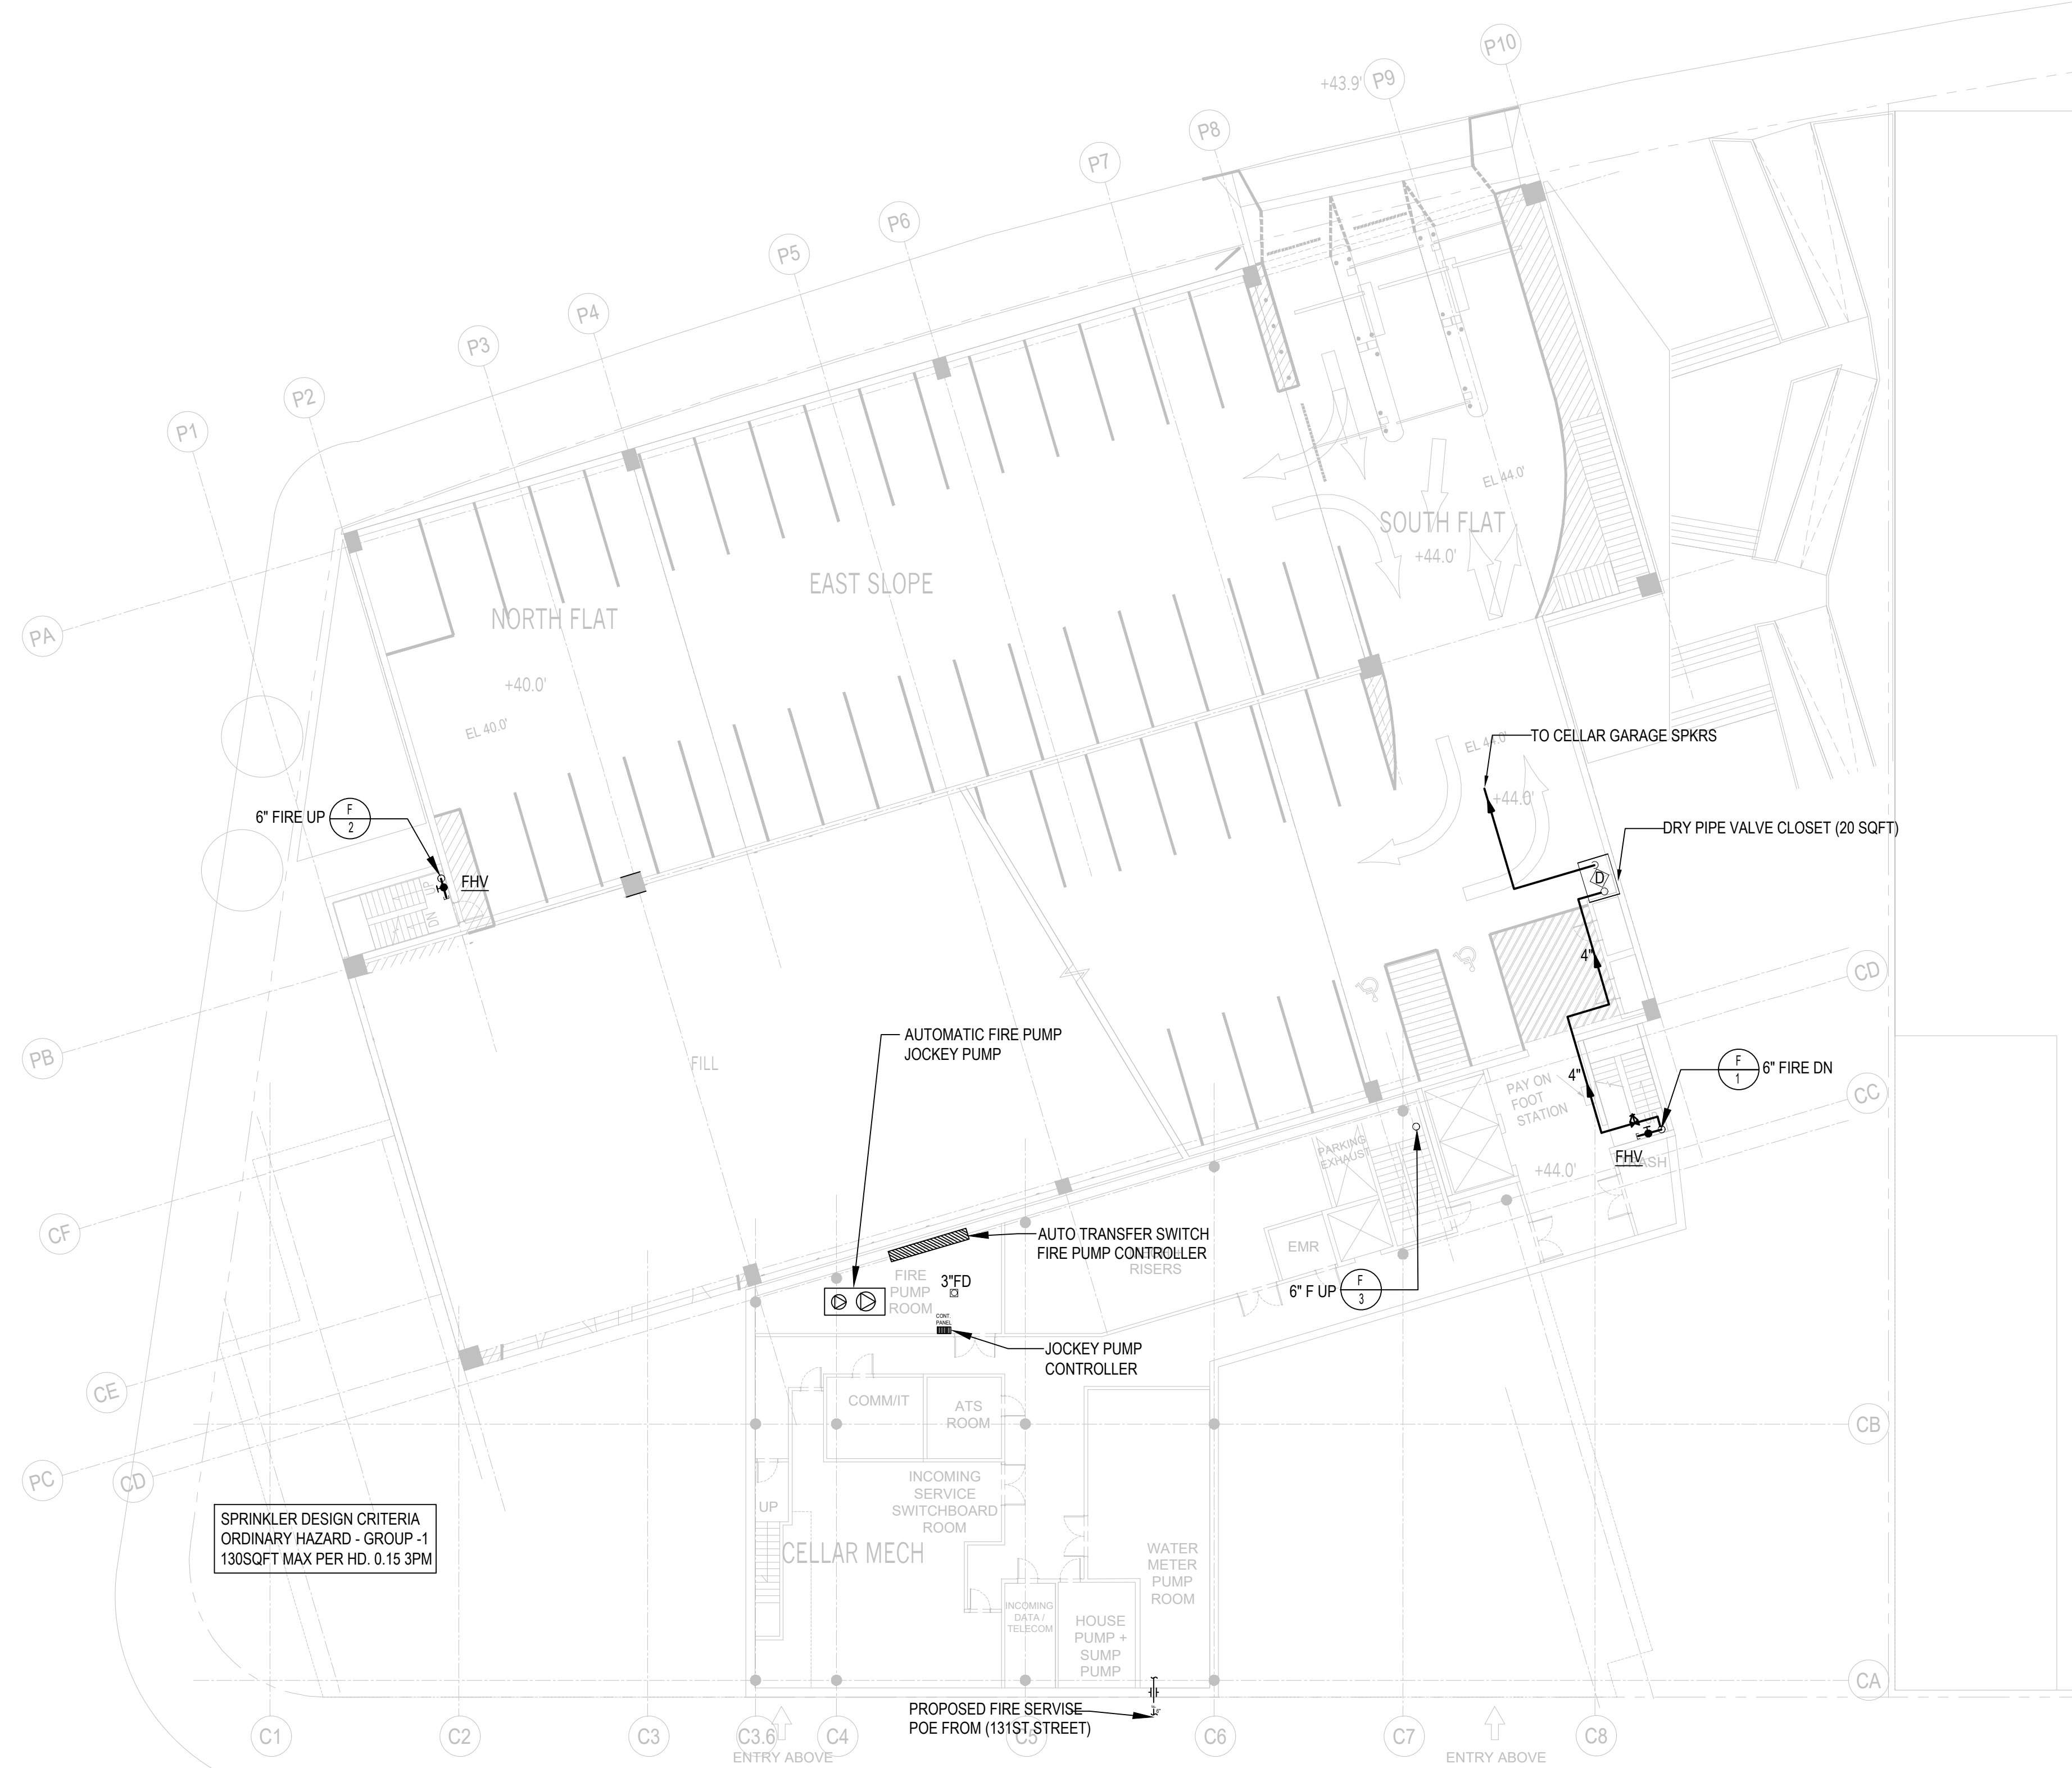 P10
+43.9'
P9
P8
P7
P6
P5
P4
P3
P2
P1
EL 44.0'
SOUTH FLAT
+44.0'
EAST SLOPE
NORTH FLAT
PA
+40.0'
EL 40.0'
TO CELLAR GARAGE SPKRS
EL 44.0'
+44.0'
6" FIRE UP
F
2
FHV
UP
DN
DRY PIPE VALVE CLOSET (20 SQFT)
D
4"
CD
PB
FILL
AUTOMATIC FIRE PUMP
JOCKEY PUMP
4"
PAY ON
FOOT
STATION
F
1
6" FIRE DN
CC
FHV
+44.0'
PARKING
EXHAUST
CF
AUTO TRANSFER SWITCH
FIRE PUMP CONTROLLER
RISERS
EMR
FIRE
PUMP
ROOM
3"FD
6" F UP
F
3
CONT.
PANEL
JOCKEY PUMP
CONTROLLER
CE
COMM/IT
ATS
ROOM
CB
PC
CD
INCOMING
SERVICE
SWITCHBOARD
ROOM
UP
SPRINKLER DESIGN CRITERIA
ORDINARY HAZARD - GROUP -1
130SQFT MAX PER HD. 0.15 3PM
CELLAR MECH
WATER
METER
PUMP
ROOM
INCOMING
DATA /
TELECOM
HOUSE
PUMP +
SUMP
PUMP
CA
PROPOSED FIRE SERVISE
POE FROM (131ST STREET)
C1
C2
C3
C3.6
C4
C5
C6
C7
C8
ENTRY ABOVE
ENTRY ABOVE